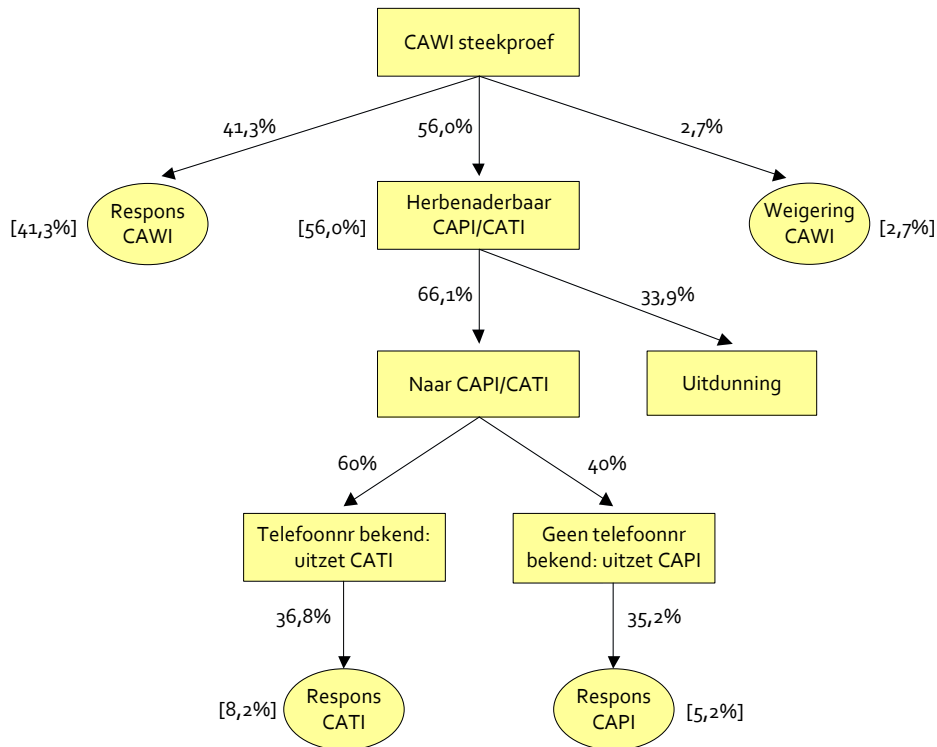 CAWI steekproef
41,3%
56,0%
2,7%
Respons
CAWI
[41,3%]
Herbenaderbaar
CAPI/CATI
[56,0%]
Weigering
CAWI
[2,7%]
66,1%
33,9%
Naar CAPI/CATI
Uitdunning
60%
40%
Telefoonnr bekend:
uitzet CATI
Geen telefoonnr
bekend: uitzet CAPI
36,8%
35,2%
[8,2%]
Respons
CATI
Respons
CAPI
[5,2%]